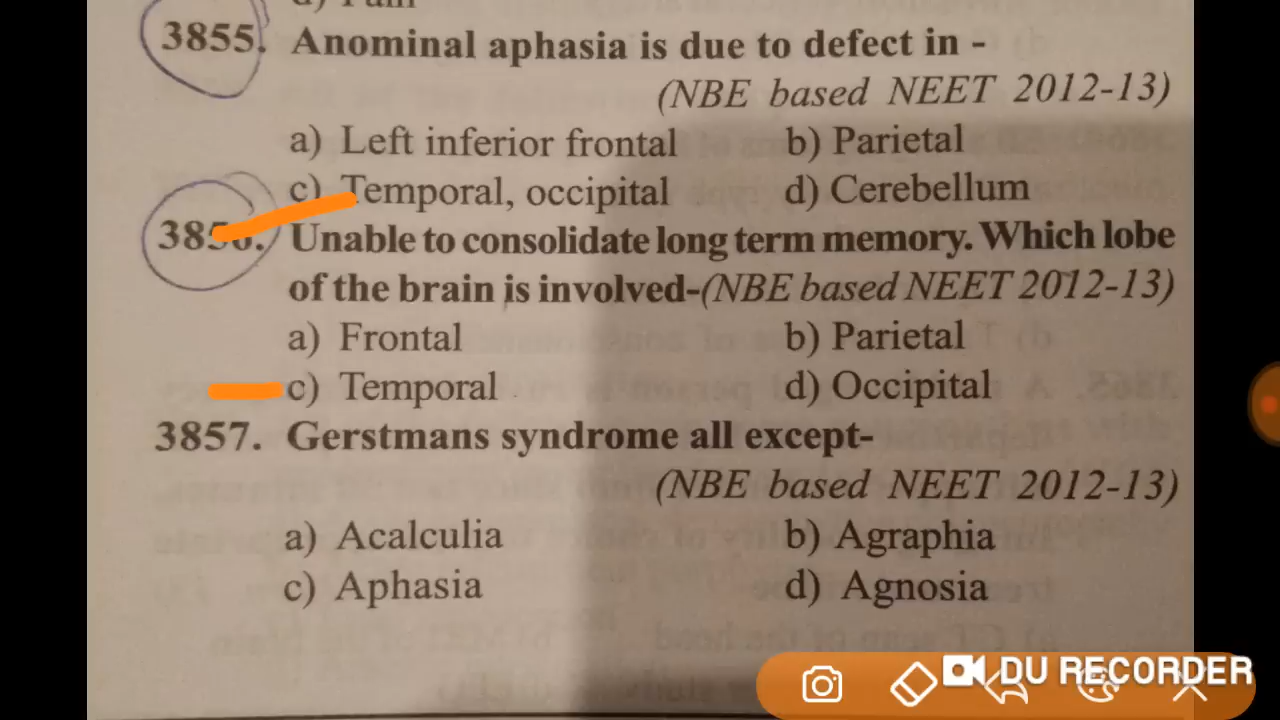 3855. Anominal aphasia is due to defect in -
(NBE based NEET 2012-13)
a) Left inferior frontal b) Parietal
c) Temporal, occipital d) Cerebellum
Unable to consolidate long term memory. Which lobe
of the brain is involved-(NBE based NEET 2012-13)
a) Frontal b) Parietal
c) Temporal d) Occipital
3857. Gerstmans syndrome all except-
(NBE based NEET 2012-13)
a) Acalculia b) Agraphia
c) Aphasia d) Agnosia
DU RECORDER